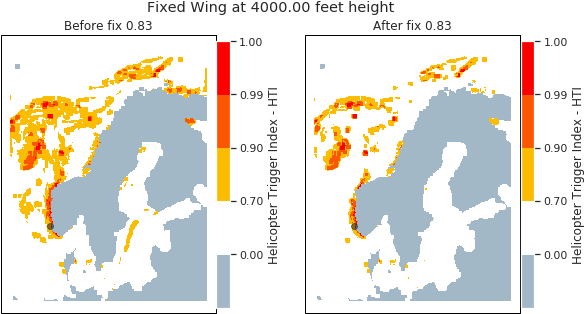 Fixed Wing at 4000.00 feet height
Before fix 0.83
After fix 0.83
1.00
0.99
0.90
0.70
0.00
Helicopter Trigger Index - HTI
1.00
0.99
0.90
0.70
0.00
Helicopter Trigger Index - HTI